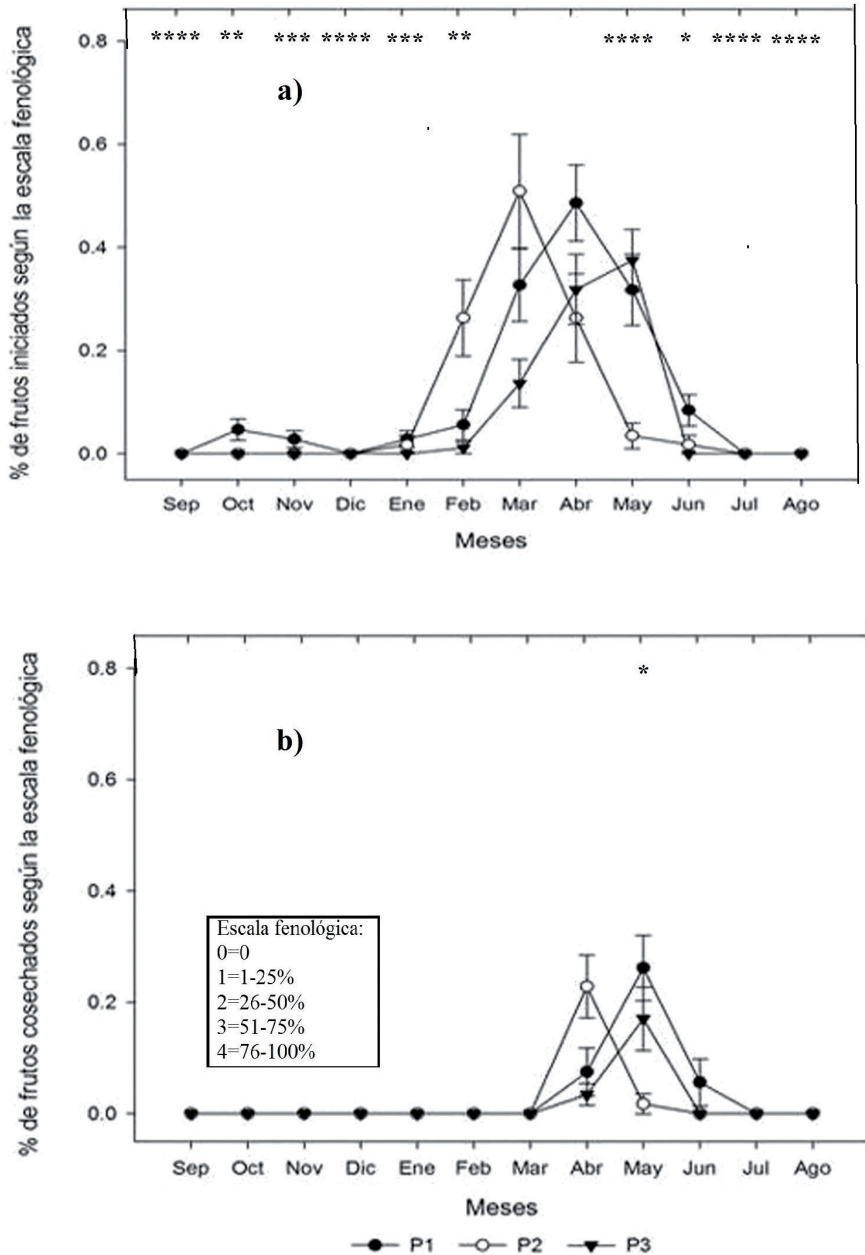 **** ** *** **** *** ** **** * **** ****
a)
% de frutos iniciados según la escala fenológica
0.8
0.6
0.4
0.2
0.0
Sep Oct Nov Dic Ene Feb Mar Abr May Jun Jul Ago
Meses
*
b)
% de frutos cosechados según la escala fenológica
0.8
0.6
0.4
0.2
0.0
Escala fenológica:
0=0
1=1-25%
2=26-50%
3=51-75%
4=76-100%
Sep Oct Nov Dic Ene Feb Mar Abr May Jun Jul Ago
Meses
P1 P2 P3